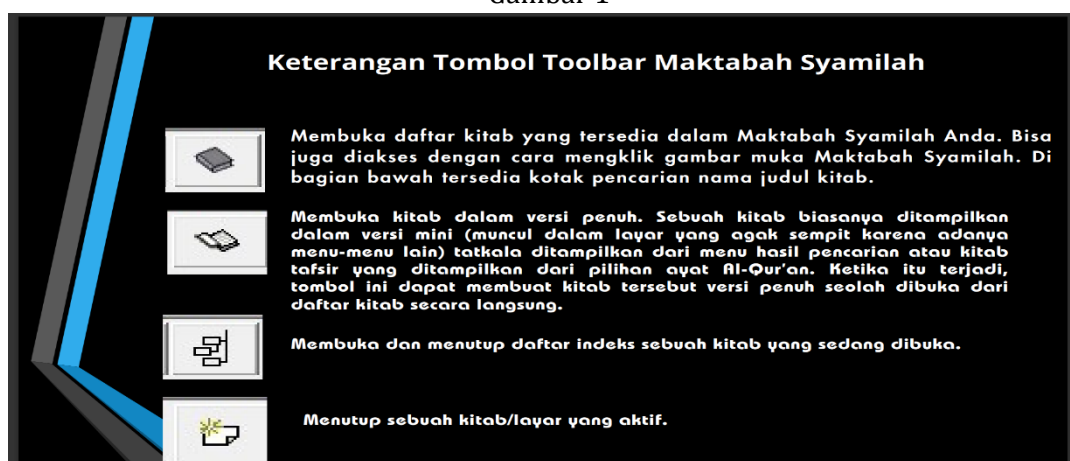 Gambar 1
Keterangan Tombol Toolbar Maktabah Syamilah
Membuka daftar kitab yang tersedia dalam Maktabah Syamilah Anda. Bisa
juga diakses dengan cara mengklik gambar muka Maktabah Syamilah. Di
bagian bawah tersedia kotak pencarian nama judul kitab.
Membuka kitab dalam versi penuh. Sebuah kitab biasanya ditampilkan
dalam versi mini (muncul dalam layar yang agak sempit karena adanya
menu-menu lain) tatkala ditampilkan dari menu hasil pencarian atau kitab
tafsir yang ditampilkan dari pilihan ayat Al-Qur'an. Ketika itu terjadi,
tombol ini dapat membuat kitab tersebut versi penuh seolah dibuka dari
daftar kitab secara langsung.
Membuka dan menutup daftar indeks sebuah kitab yang sedang dibuka.
Menutup sebuah kitab/layar yang aktif.